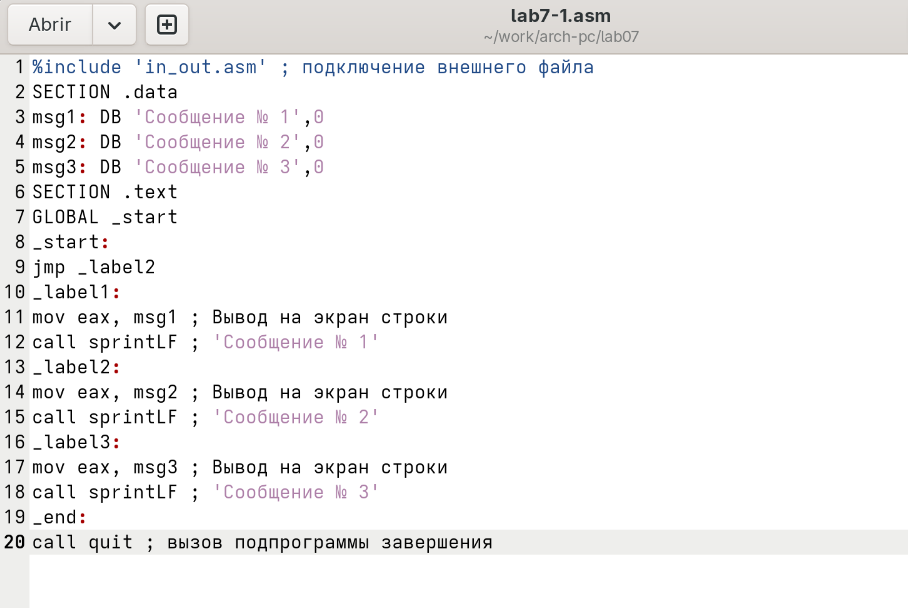 Abrir
lab7-1.asm
~/work/arch-pc/lab07
1 %include 'in_out.asm' ; подключение внешнего файла
2 SECTION .data
3 msg1: DB 'Сообщение № 1',0
4 msg2: DB 'Сообщение № 2',0
5 msg3: DB 'Сообщение № 3',0
6 SECTION .text
7 GLOBAL _start
8 _start:
9 jmp _label2
10 _label1:
11 mov eax, msg1 ; Вывод на экран строки
12 call sprintLF ; 'Сообщение № 1'
13 _label2:
14 mov eax, msg2 ; Вывод на экран строки
15 call sprintLF ; 'Сообщение № 2'
16 _label3:
17 mov eax, msg3 ; Вывод на экран строки
18 call sprintLF ; 'Сообщение № 3'
19 _end:
20 call quit ; вызов подпрограммы завершения